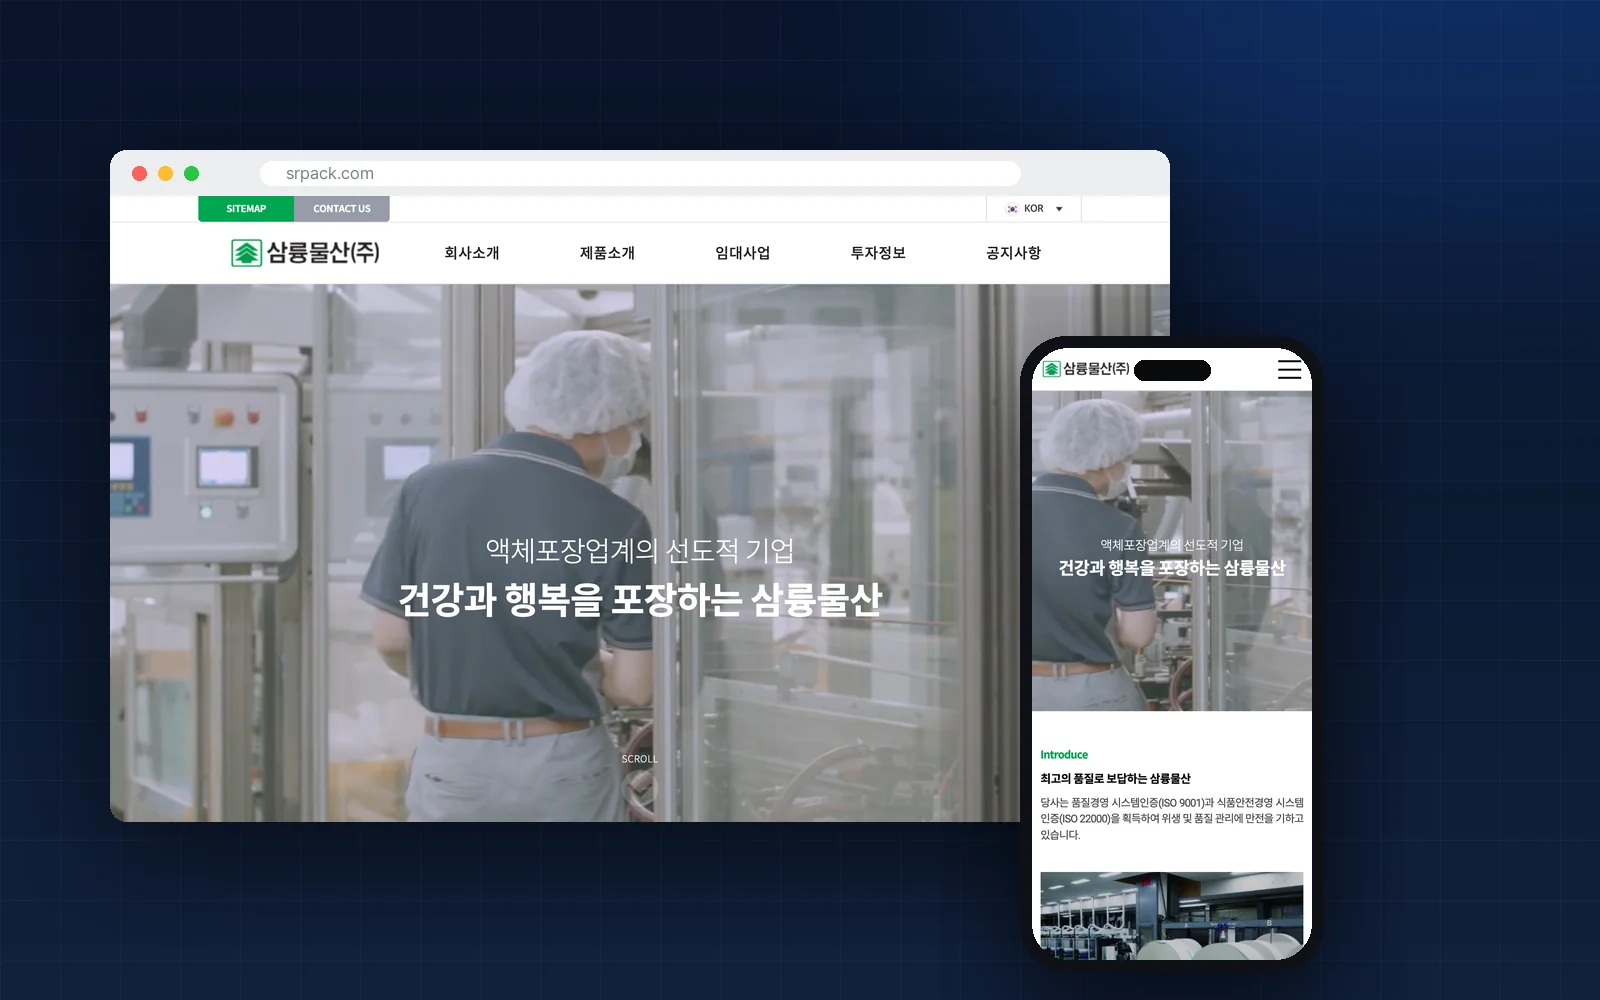 srpack.com
SITEMAP
CONTACT US
KOR
삼륭물산(주)
회사소개
제품소개
임대사업
투자정보
공지사항
액체포장업계의 선도적 기업
건강과 행복을 포장하는 삼륭물산
SCROLL
삼륭물산(주)
액체포장업계의 선도적 기업
건강과 행복을 포장하는 삼륭물산
Introduce
최고의 품질로 보답하는 삼륭물산
당사는 품질경영 시스템인증(ISO 9001)과 식품안전경영 시스템
인증(ISO 22000)을 획득하여 위생 및 품질 관리에 만전을 기하고
있습니다.